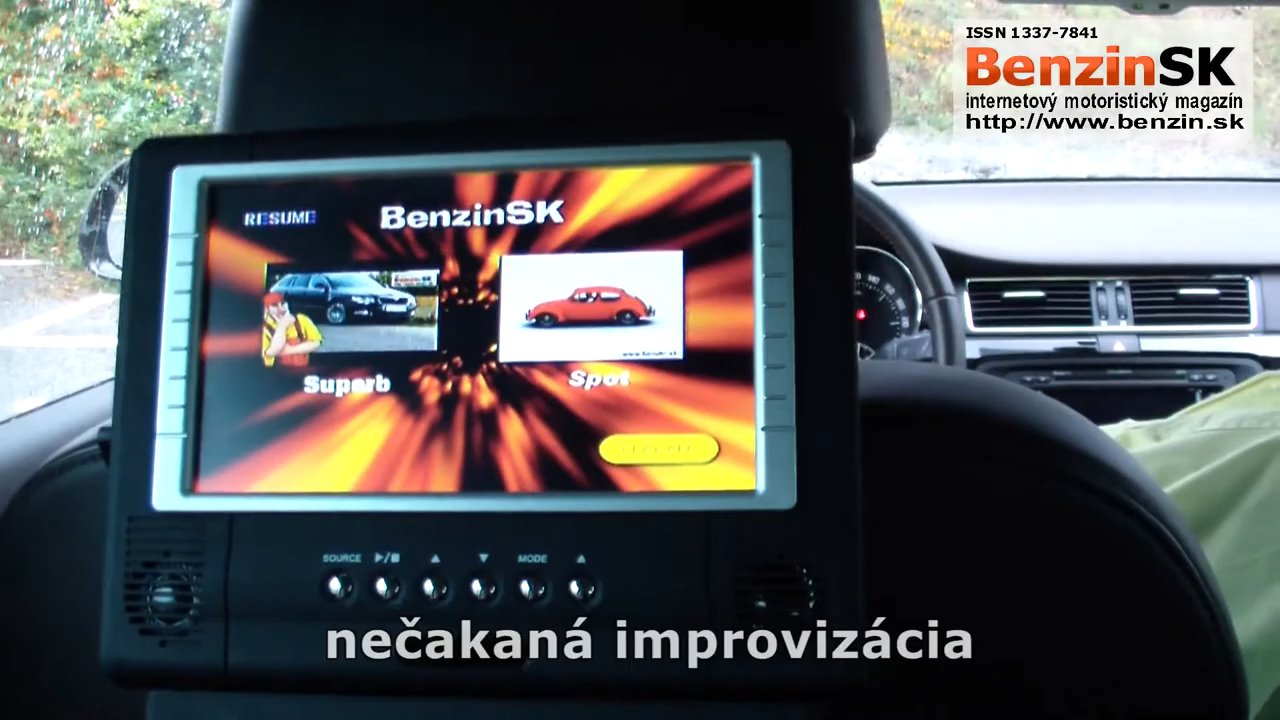 ISSN 1337-7841
BenzinSK
internetový motoristický magazín
http://www.benzin.sk
RESUME
BenzinSK
Superb
Spot
SOURCE
MODE
nečakaná improvizácia